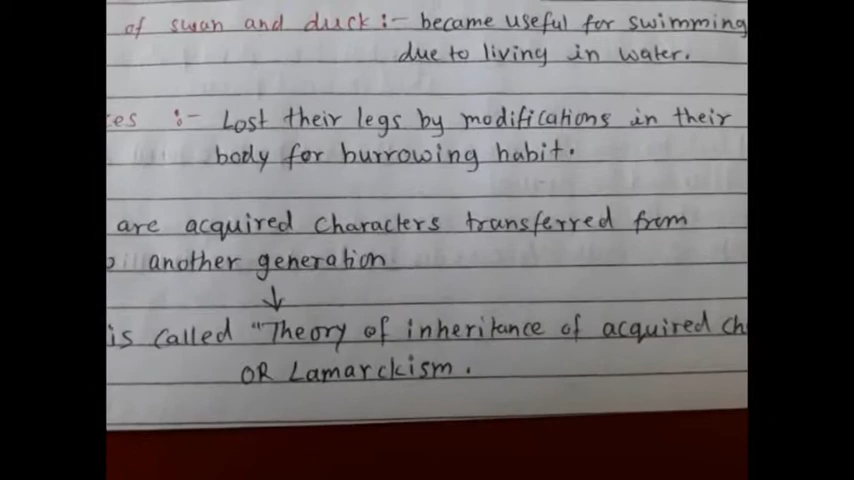 of swan and duck :- became useful for swimming
due to living in water.
es :- Lost their legs by modifications in their
body for burrowing habit.
are acquired characters transferred from
another generation
↓
is called "Theory of inheritance of acquired ch
OR Lamarckism.